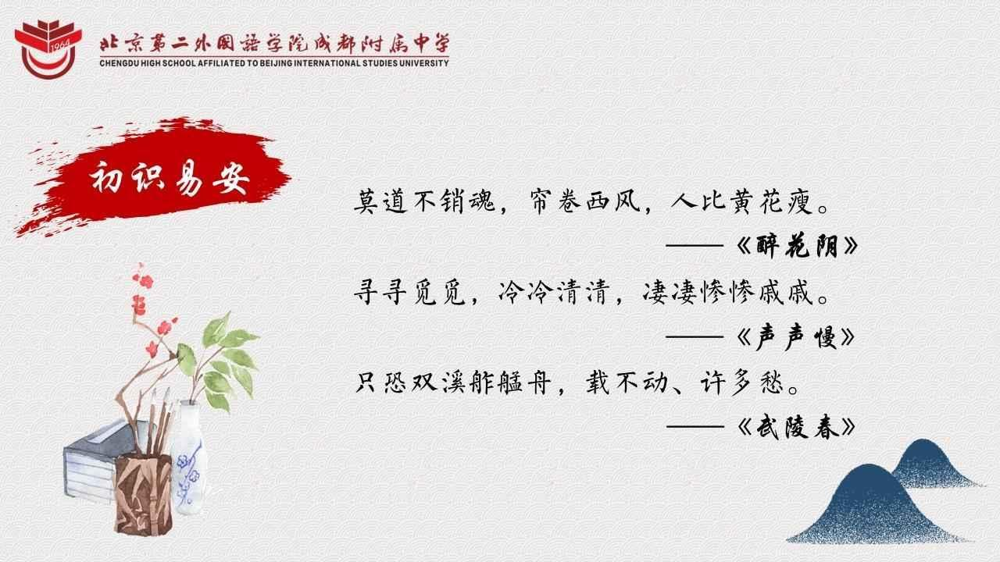 1964
北京第二外国語学院成都附属中学
CHENGDU HIGH SCHOOL AFFILIATED TO BEIJING INTERNATIONAL STUDIES UNIVERSITY
初识易安
莫道不销魂，帘卷西风，人比黄花瘦。
——《醉花阴》
寻寻觅觅，冷冷清清，凄凄惨惨戚戚。
——《声声慢》
只恐双溪舴艋舟，载不动、许多愁。
——《武陵春》